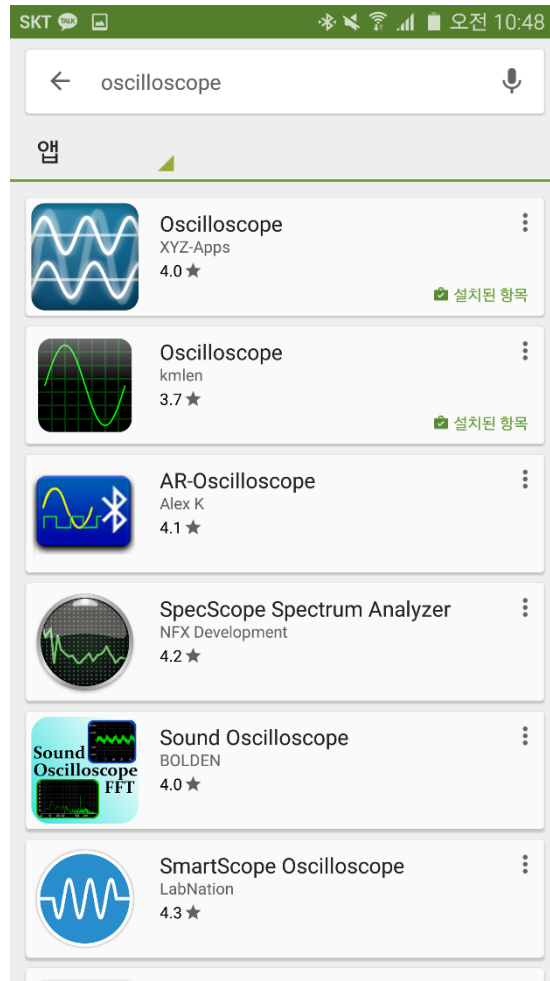 SKT TALK 오전 10:48
oscilloscope
앱
Oscilloscope
XYZ-Apps
4.0
설치된 항목
Oscilloscope
kmlen
3.7
설치된 항목
AR-Oscilloscope
Alex K
4.1
SpecScope Spectrum Analyzer
NFX Development
4.2
Sound
Oscilloscope
FFT
Sound Oscilloscope
BOLDEN
4.0
SmartScope Oscilloscope
LabNation
4.3